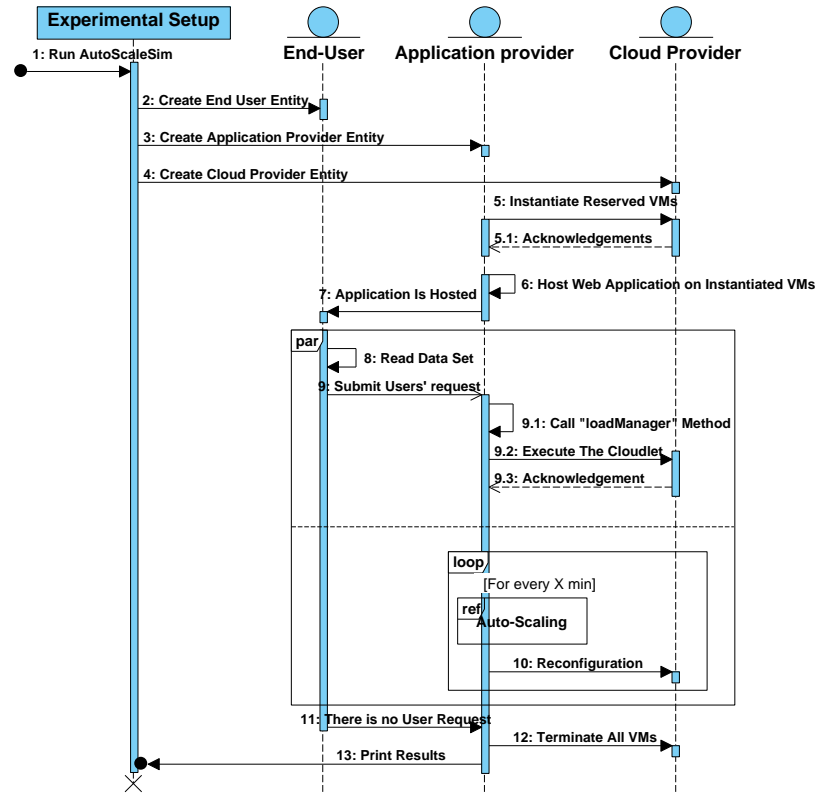 Experimental Setup
End-User
Application provider
Cloud Provider
1: Run AutoScaleSim
2: Create End User Entity
3: Create Application Provider Entity
4: Create Cloud Provider Entity
5: Instantiate Reserved VMs
5.1: Acknowledgements
6: Host Web Application on Instantiated VMs
7: Application Is Hosted
par
8: Read Data Set
9: Submit Users' request
9.1: Call "loadManager" Method
9.2: Execute The Cloudlet
9.3: Acknowledgement
loop
[For every X min]
ref
Auto-Scaling
10: Reconfiguration
11: There is no User Request
12: Terminate All VMs
13: Print Results